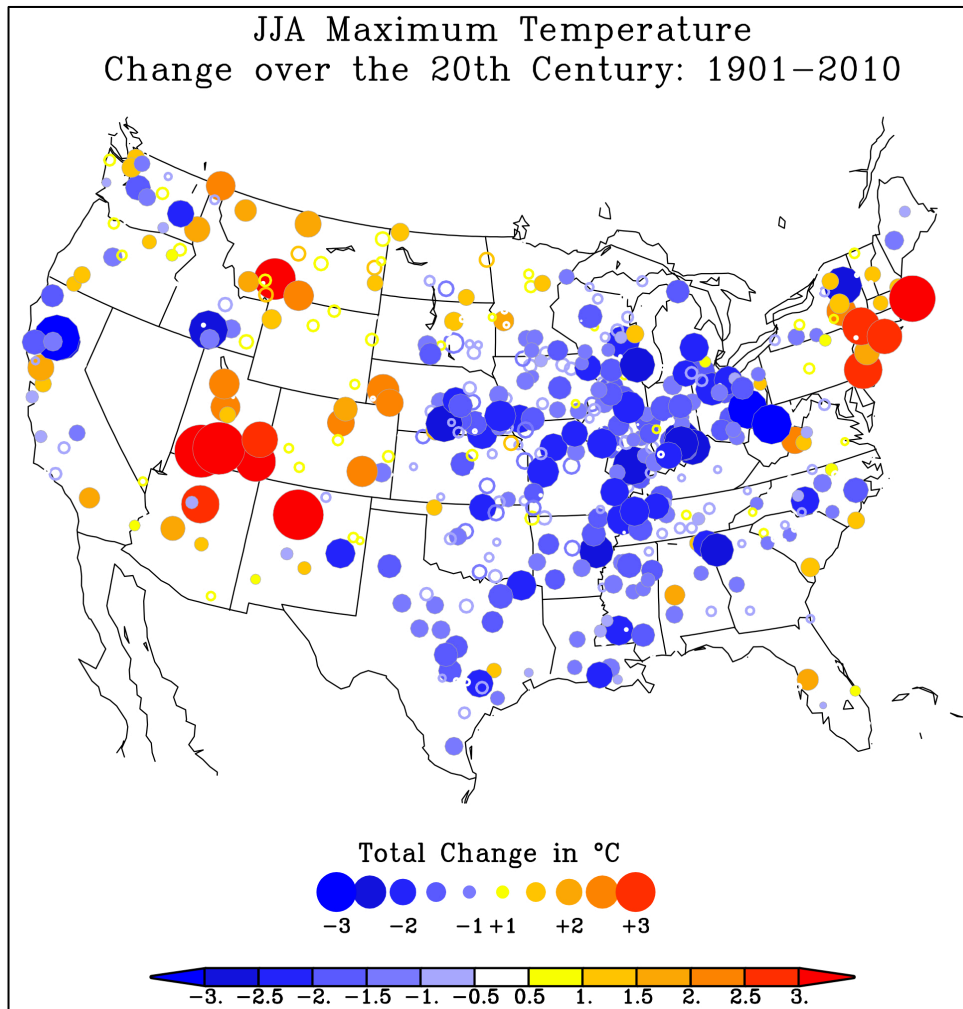 JJA Maximum Temperature
Change over the 20th Century: 1901-2010
Total Change in °C
-3 -2 -1 +1 +2 +3
-3. -2.5 -2. -1.5 -1. -0.5 0.5 1. 1.5 2. 2.5 3.